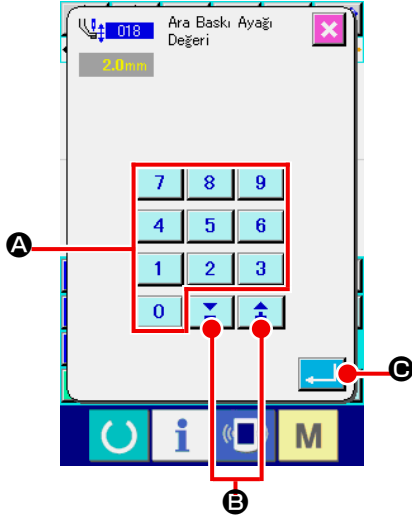 018
Ara Baskı Ayağı
Değeri
2.0mm
7 8 9
4 5 6
A
1 2 3
0
C
i M
B